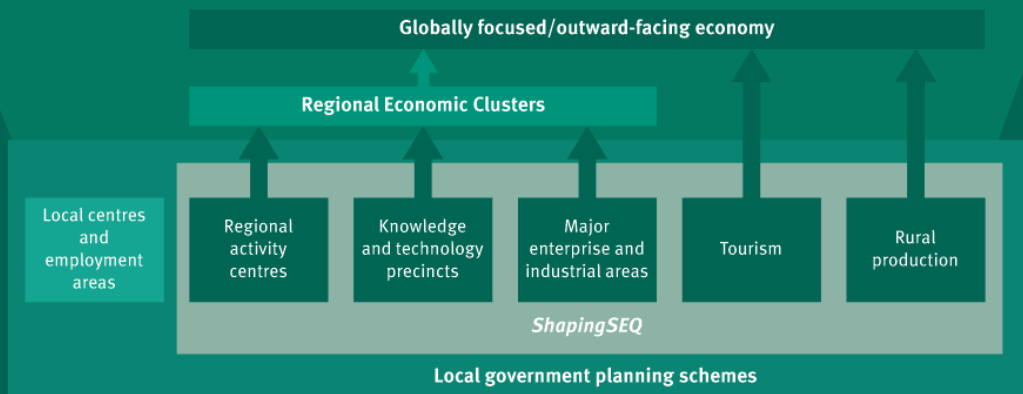 Globally focused/outward-facing economy
Regional Economic Clusters
Local centres
and
employment
areas
Regional
activity
centres
Knowledge
and technology
precincts
Major
enterprise and
industrial areas
Tourism
Rural
production
ShapingSEQ
Local government planning schemes